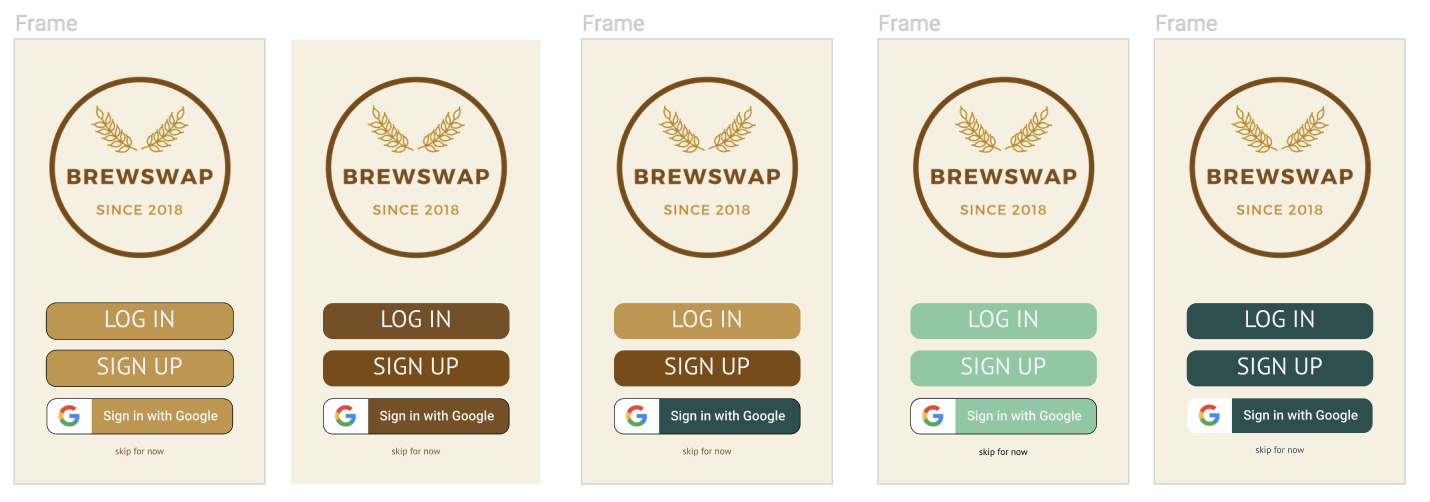 Frame
BREWSWAP
SINCE 2018
LOG IN
SIGN UP
Sign in with Google
skip for now
BREWSWAP
SINCE 2018
LOG IN
SIGN UP
Sign in with Google
skip for now
Frame
BREWSWAP
SINCE 2018
LOG IN
SIGN UP
Sign in with Google
skip for now
Frame
BREWSWAP
SINCE 2018
LOG IN
SIGN UP
Sign in with Google
skip for now
Frame
BREWSWAP
SINCE 2018
LOG IN
SIGN UP
Sign in with Google
skip for now